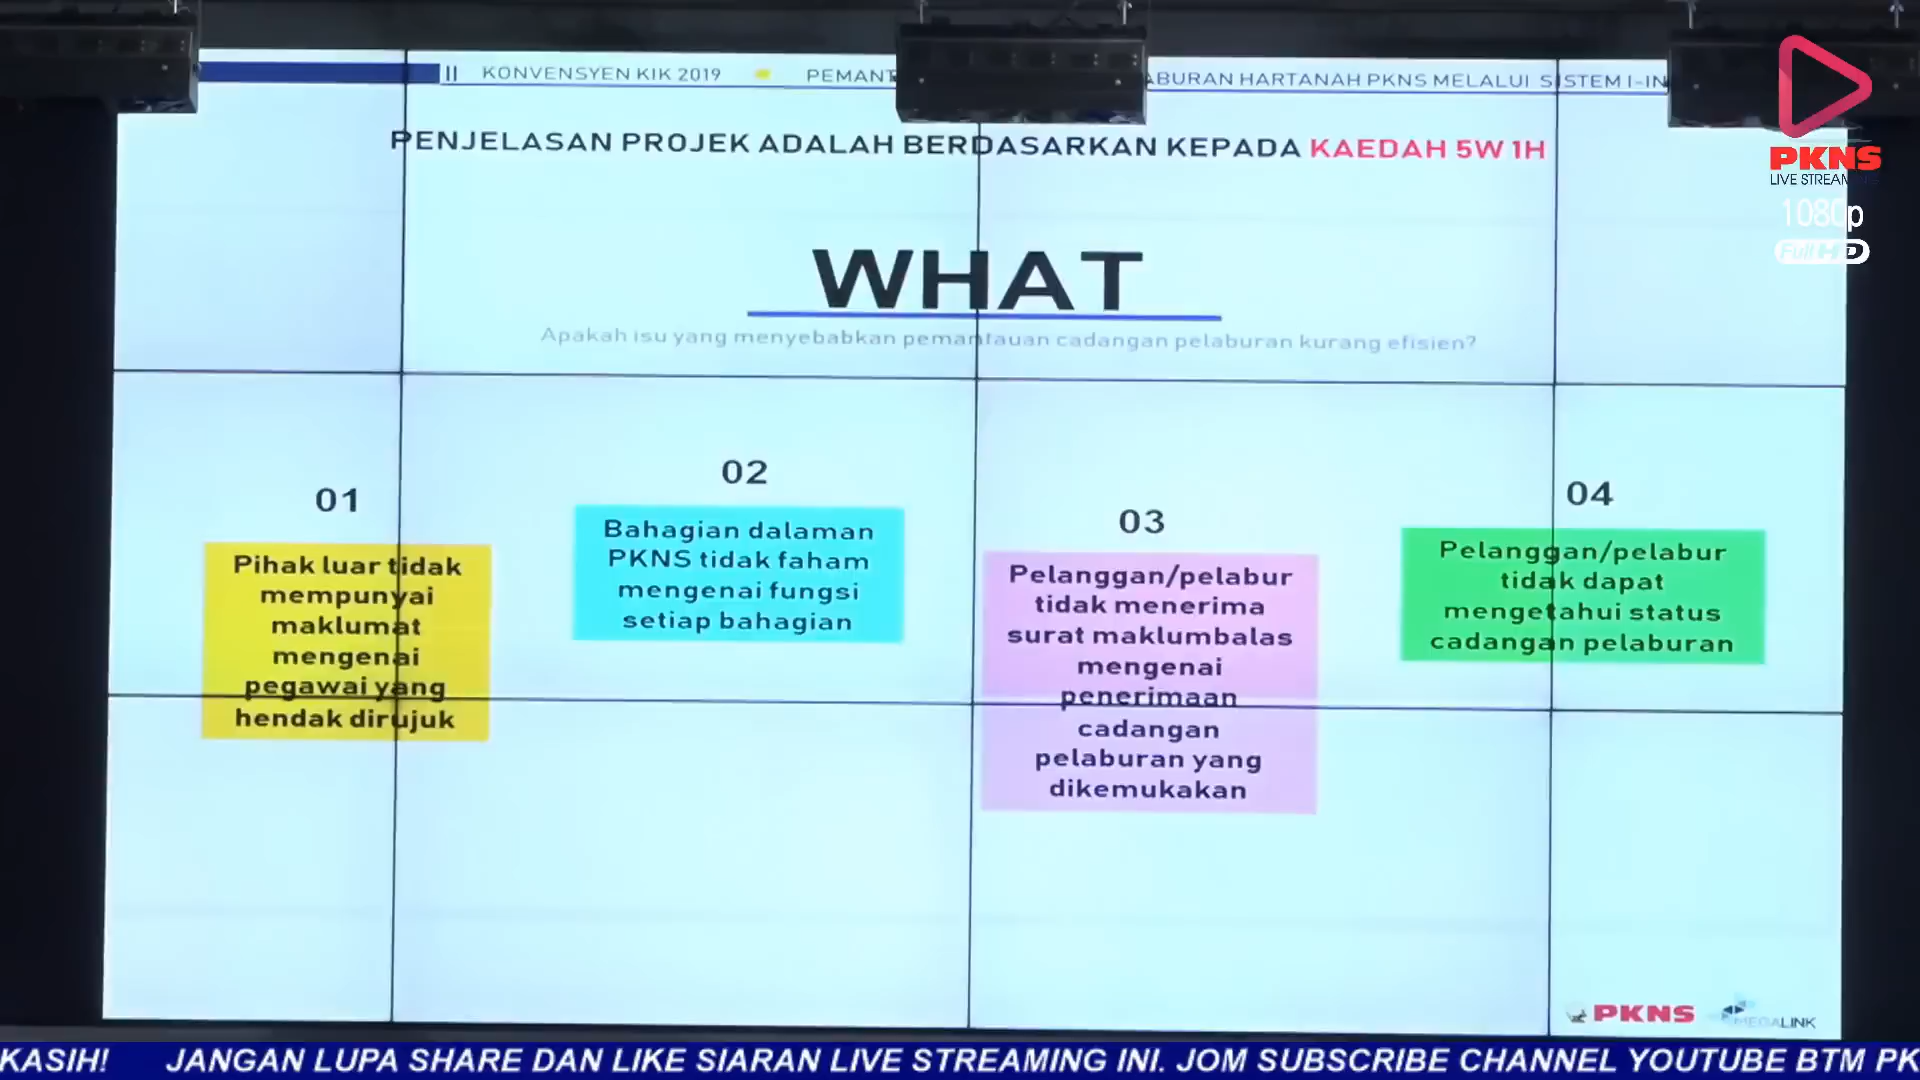 KONVENSYEN KIK 2019 PEMANT ABURAN HARTANAH PKNS MELALUI SISTEM I-IN
PENJELASAN PROJEK ADALAH BERDASARKAN KEPADA KAEDAH 5W 1H
WHAT
Apakah isu yang menyebabkan pemantauan cadangan pelaburan kurang efisien?
01
Pihak luar tidak
mempunyai
maklumat
mengenai
pegawai yang
hendak dirujuk
02
Bahagian dalaman
PKNS tidak faham
mengenai fungsi
setiap bahagian
03
Pelanggan/pelabur
tidak menerima
surat maklumbalas
mengenai
penerimaan
cadangan
pelaburan yang
dikemukakan
04
Pelanggan/pelabur
tidak dapat
mengetahui status
cadangan pelaburan
PKNS
MEGALINK
PKNS
LIVE STREAMING
1080p
Full HD
KASIH! JANGAN LUPA SHARE DAN LIKE SIARAN LIVE STREAMING INI. JOM SUBSCRIBE CHANNEL YOUTUBE BTM PK